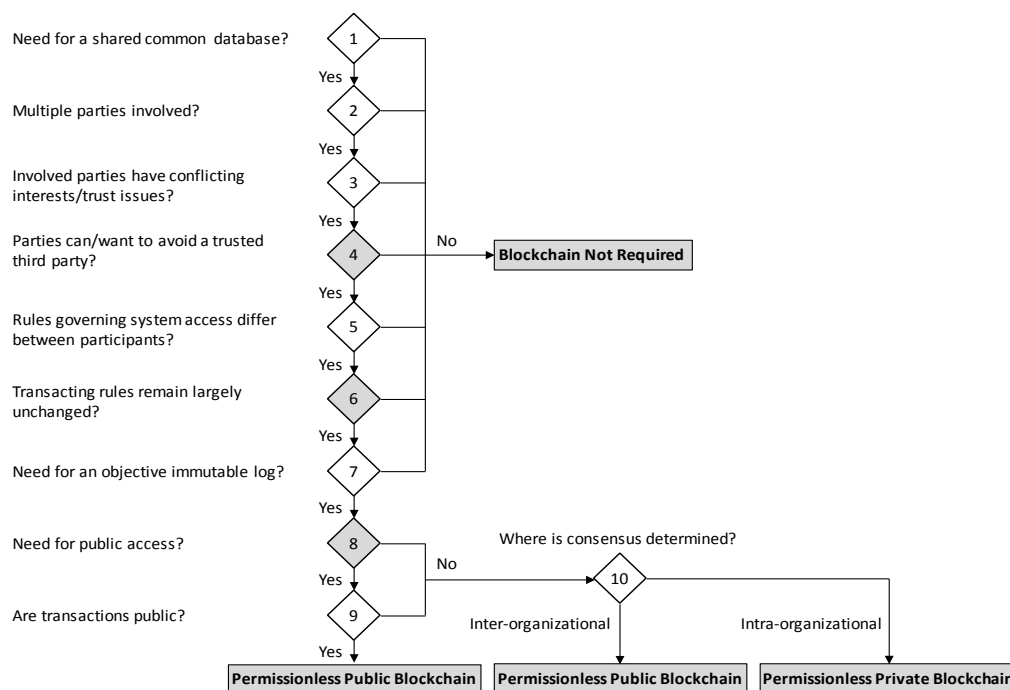 Need for a shared common database?
1
Yes
Multiple parties involved?
2
Yes
Involved parties have conflicting
interests/trust issues?
3
Yes
Parties can/want to avoid a trusted
third party?
4
No
Blockchain Not Required
Yes
Rules governing system access differ
between participants?
5
Yes
Transacting rules remain largely
unchanged?
6
Yes
Need for an objective immutable log?
7
Yes
Need for public access?
8
Where is consensus determined?
No
10
Yes
Are transactions public?
9
Inter-organizational
Intra-organizational
Yes
Permissionless Public Blockchain
Permissionless Public Blockchain
Permissionless Private Blockchain